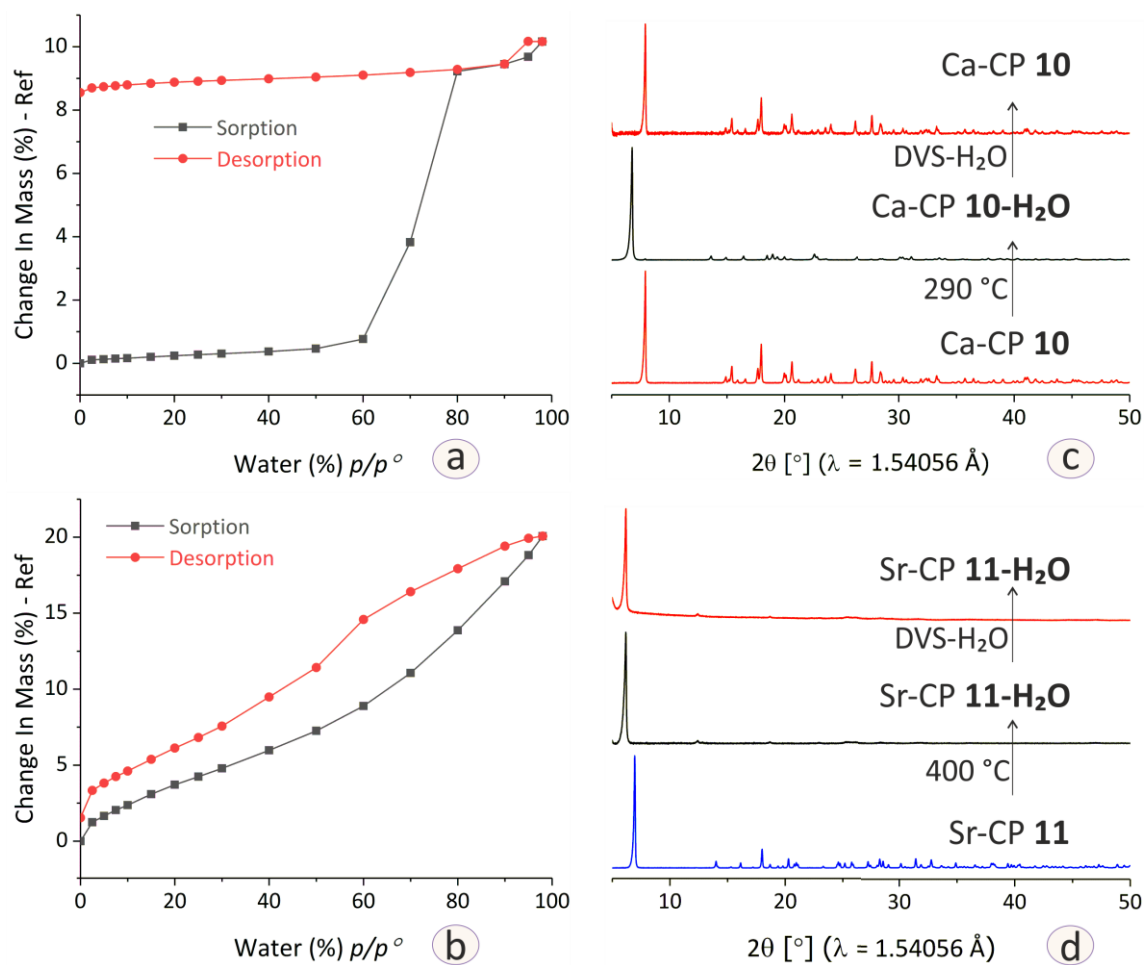 Change In Mass (%) - Ref
10
8
6
4
2
0
Sorption
Desorption
0 20 40 60 80 100
Water (%) p/p°
a
Ca-CP 10
DVS-H₂O
Ca-CP 10-H₂O
290 °C
Ca-CP 10
10 20 30 40 50
2θ [°] (λ = 1.54056 Å)
c
Change In Mass (%) - Ref
20
15
10
5
0
Sorption
Desorption
0 20 40 60 80 100
Water (%) p/p°
b
Sr-CP 11-H₂O
DVS-H₂O
Sr-CP 11-H₂O
400 °C
Sr-CP 11
10 20 30 40 50
2θ [°] (λ = 1.54056 Å)
d